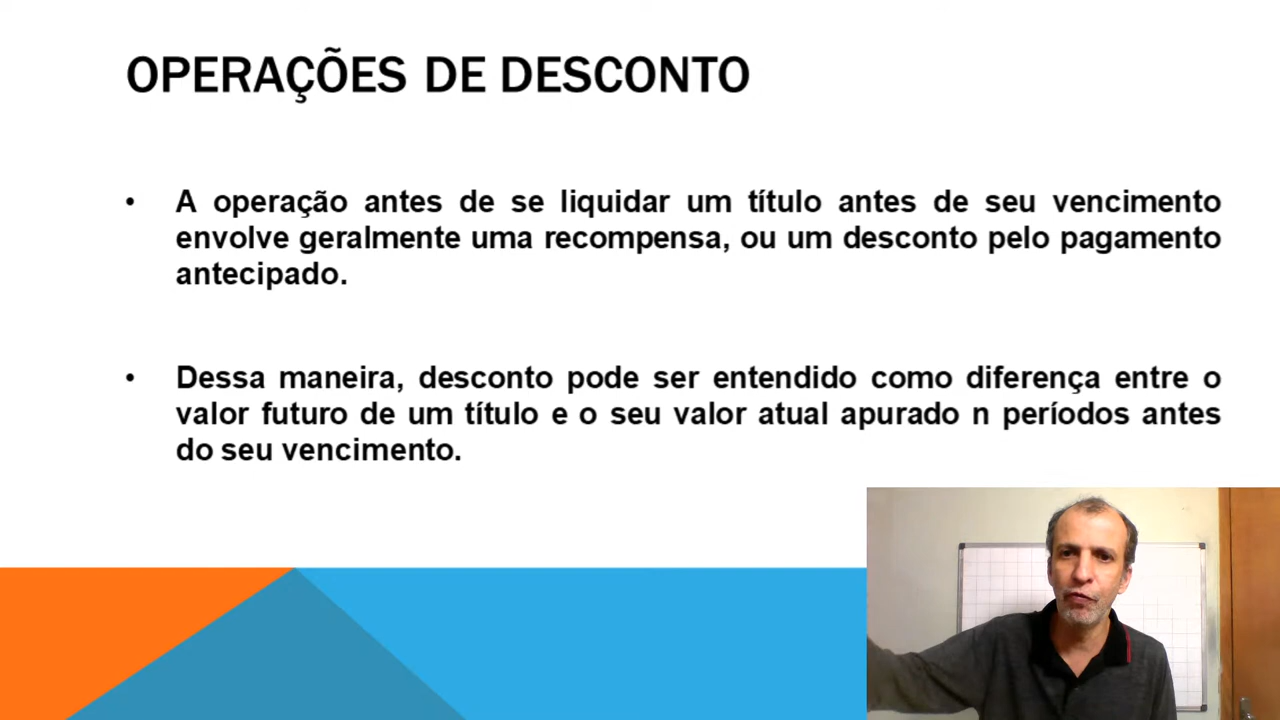 OPERAÇÕES DE DESCONTO
• A operação antes de se liquidar um título antes de seu vencimento
envolve geralmente uma recompensa, ou um desconto pelo pagamento
antecipado.
• Dessa maneira, desconto pode ser entendido como diferença entre o
valor futuro de um título e o seu valor atual apurado n períodos antes
do seu vencimento.